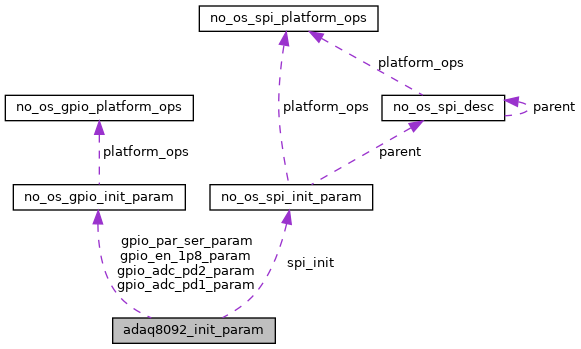 no_os_spi_platform_ops
platform_ops
no_os_gpio_platform_ops
platform_ops
no_os_spi_desc
parent
platform_ops
parent
no_os_gpio_init_param
no_os_spi_init_param
gpio_par_ser_param
gpio_en_1p8_param
gpio_adc_pd2_param
gpio_adc_pd1_param
spi_init
adaq8092_init_param